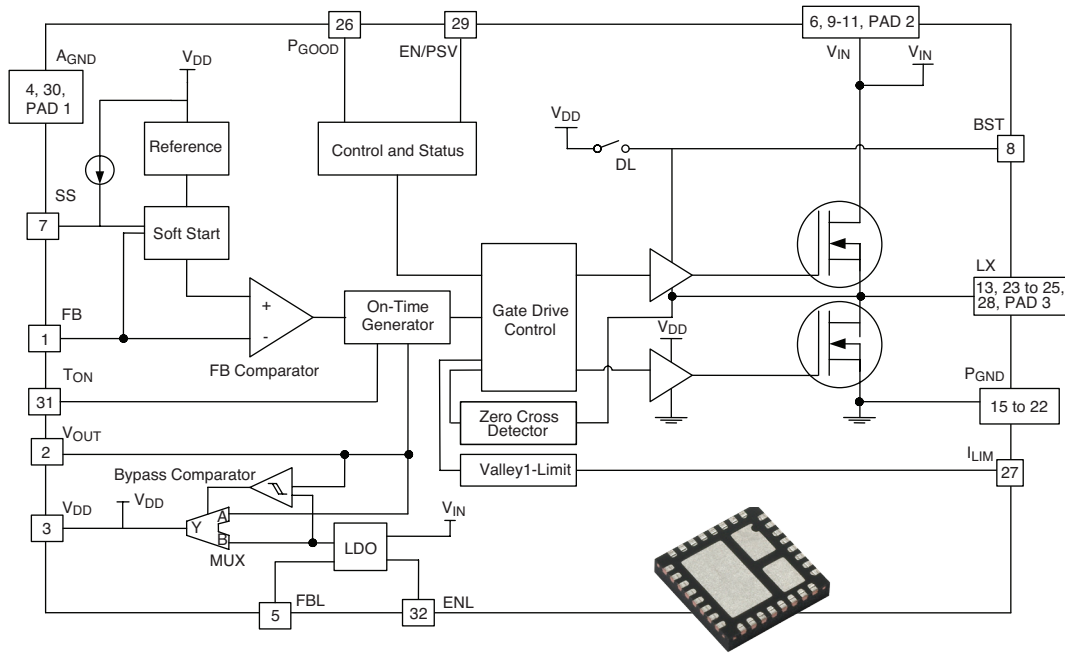 26
29
6, 9-11, PAD 2
PGOOD
EN/PSV
VIN
VIN
AGND
4, 30,
PAD 1
VDD
Reference
Control and Status
VDD
DL
BST
8
SS
7
Soft Start
LX
13, 23 to 25,
28, PAD 3
FB
1
+
-
FB Comparator
On-Time
Generator
Gate Drive
Control
VDD
TON
31
PGND
15 to 22
Zero Cross
Detector
VOUT
2
Valley1-Limit
ILIM
27
Bypass Comparator
VDD
3
VDD
Y
A
B
MUX
LDO
VIN
FBL
5
32
ENL